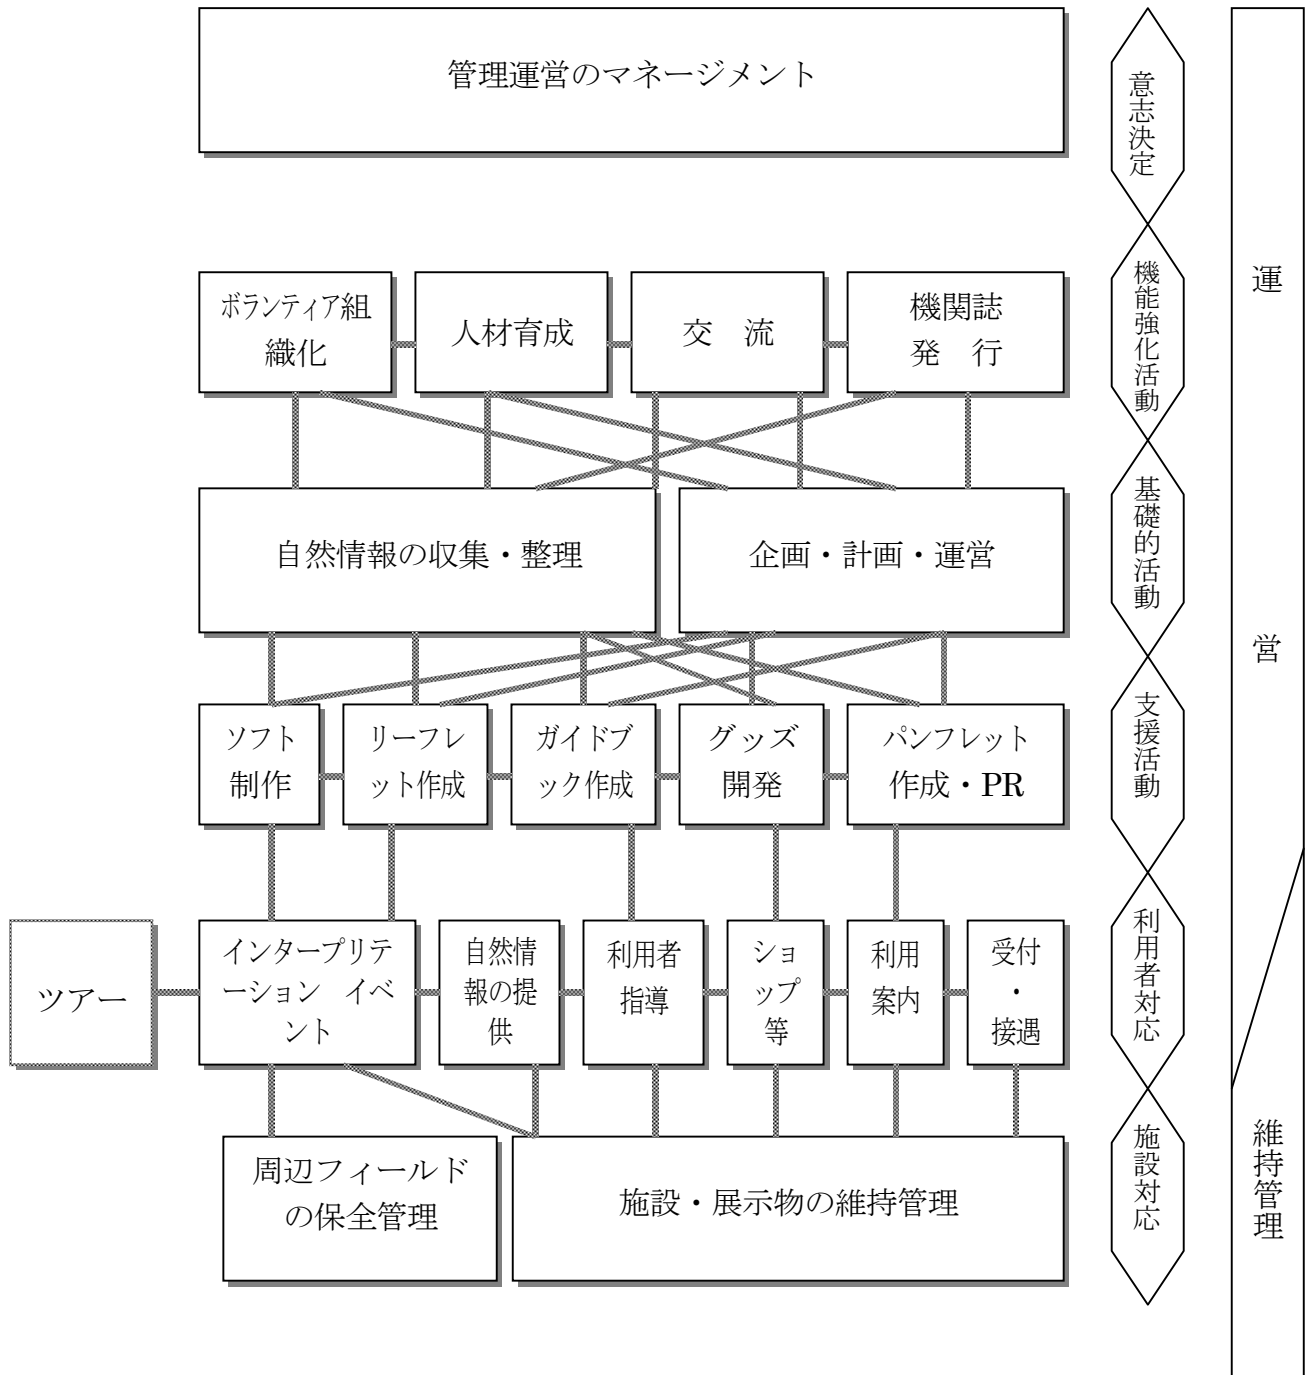 管理運営のマネージメント
意志決定
ボランティア組
織化
人材育成
交　流
機関誌
発　行
機能強化活動
運
自然情報の収集・整理
企画・計画・運営
基礎的活動
営
ソフト
制作
リーフレ
ット作成
ガイドブ
ック作成
グッズ
開発
パンフレット
作成・PR
支援活動
ツアー
インタープリテ
ーション　イベ
ント
自然情
報の提
供
利用者
指導
ショ
ップ
等
利用
案内
受付
・
接遇
利用者対応
周辺フィールド
の保全管理
施設・展示物の維持管理
施設対応
維持管理